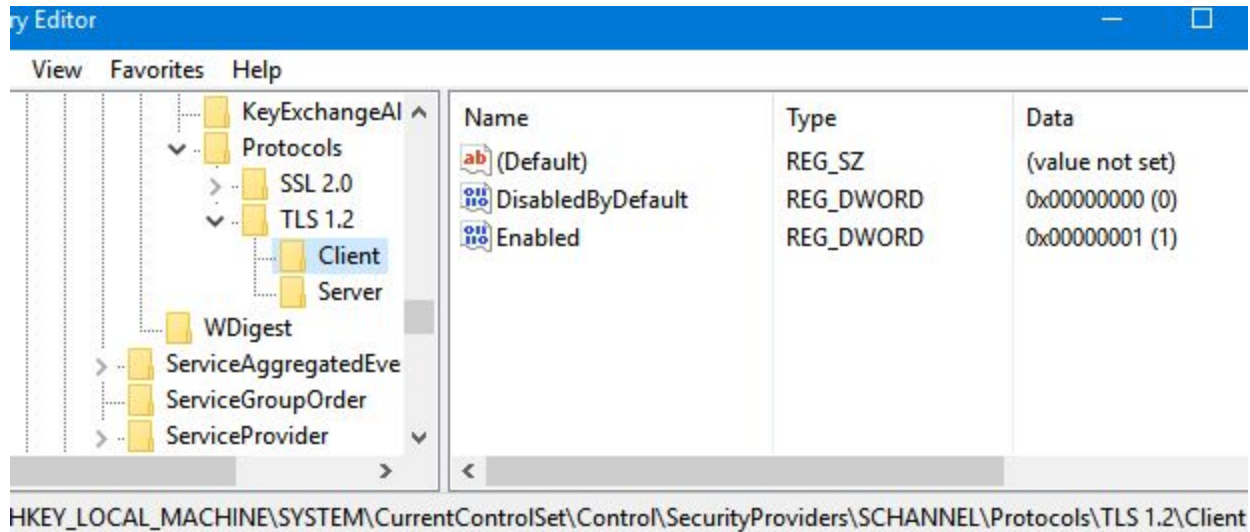 ry Editor
View Favorites Help
KeyExchangeAl
Protocols
SSL 2.0
TLS 1.2
Client
Server
WDigest
ServiceAggregatedEve
ServiceGroupOrder
ServiceProvider
Name Type Data
(Default) REG_SZ (value not set)
DisabledByDefault REG_DWORD 0x00000000 (0)
Enabled REG_DWORD 0x00000001 (1)
HKEY_LOCAL_MACHINE\SYSTEM\CurrentControlSet\Control\SecurityProviders\SCHANNEL\Protocols\TLS 1.2\Client